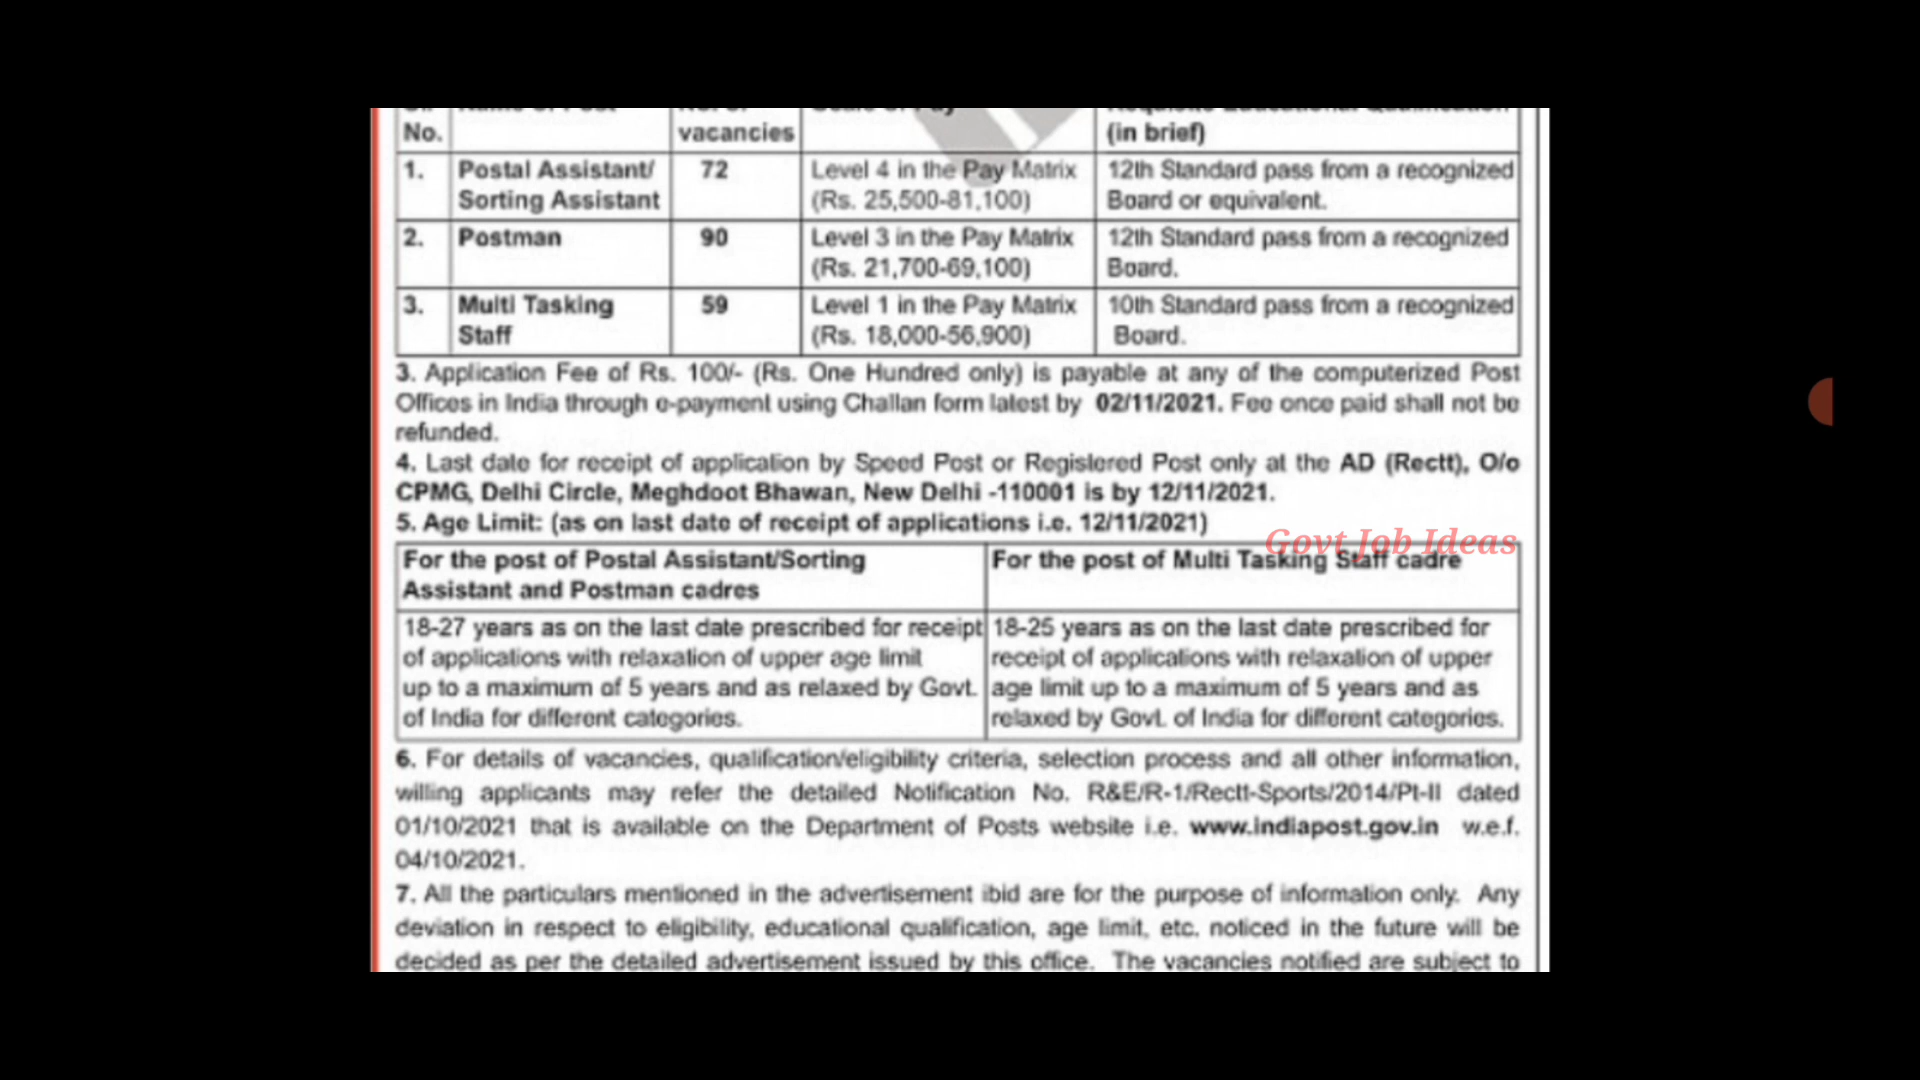 No.
vacancies
(in brief)
1. Postal Assistant/ 72 Level 4 in the Pay Matrix 12th Standard pass from a recognized
Sorting Assistant (Rs. 25,500-81,100) Board or equivalent.
2. Postman 90 Level 3 in the Pay Matrix 12th Standard pass from a recognized
(Rs. 21,700-69,100) Board.
3. Multi Tasking 59 Level 1 in the Pay Matrix 10th Standard pass from a recognized
Staff (Rs. 18,000-56,900) Board.
3. Application Fee of Rs. 100/- (Rs. One Hundred only) is payable at any of the computerized Post
Offices in India through e-payment using Challan form latest by 02/11/2021. Fee once paid shall not be
refunded.
4. Last date for receipt of application by Speed Post or Registered Post only at the AD (Rectt), O/o
CPMG, Delhi Circle, Meghdoot Bhawan, New Delhi -110001 is by 12/11/2021.
5. Age Limit: (as on last date of receipt of applications i.e. 12/11/2021)
Govt Job Ideas
For the post of Postal Assistant/Sorting
Assistant and Postman cadres
For the post of Multi Tasking Staff cadre
18-27 years as on the last date prescribed for receipt
of applications with relaxation of upper age limit
up to a maximum of 5 years and as relaxed by Govt.
of India for different categories.
18-25 years as on the last date prescribed for
receipt of applications with relaxation of upper
age limit up to a maximum of 5 years and as
relaxed by Govt. of India for different categories.
6. For details of vacancies, qualification/eligibility criteria, selection process and all other information,
willing applicants may refer the detailed Notification No. R&E/R-1/Rectt-Sports/2014/Pt-II dated
01/10/2021 that is available on the Department of Posts website i.e. www.indiapost.gov.in w.e.f.
04/10/2021.
7. All the particulars mentioned in the advertisement ibid are for the purpose of information only. Any
deviation in respect to eligibility, educational qualification, age limit, etc. noticed in the future will be
decided as per the detailed advertisement issued by this office. The vacancies notified are subject to